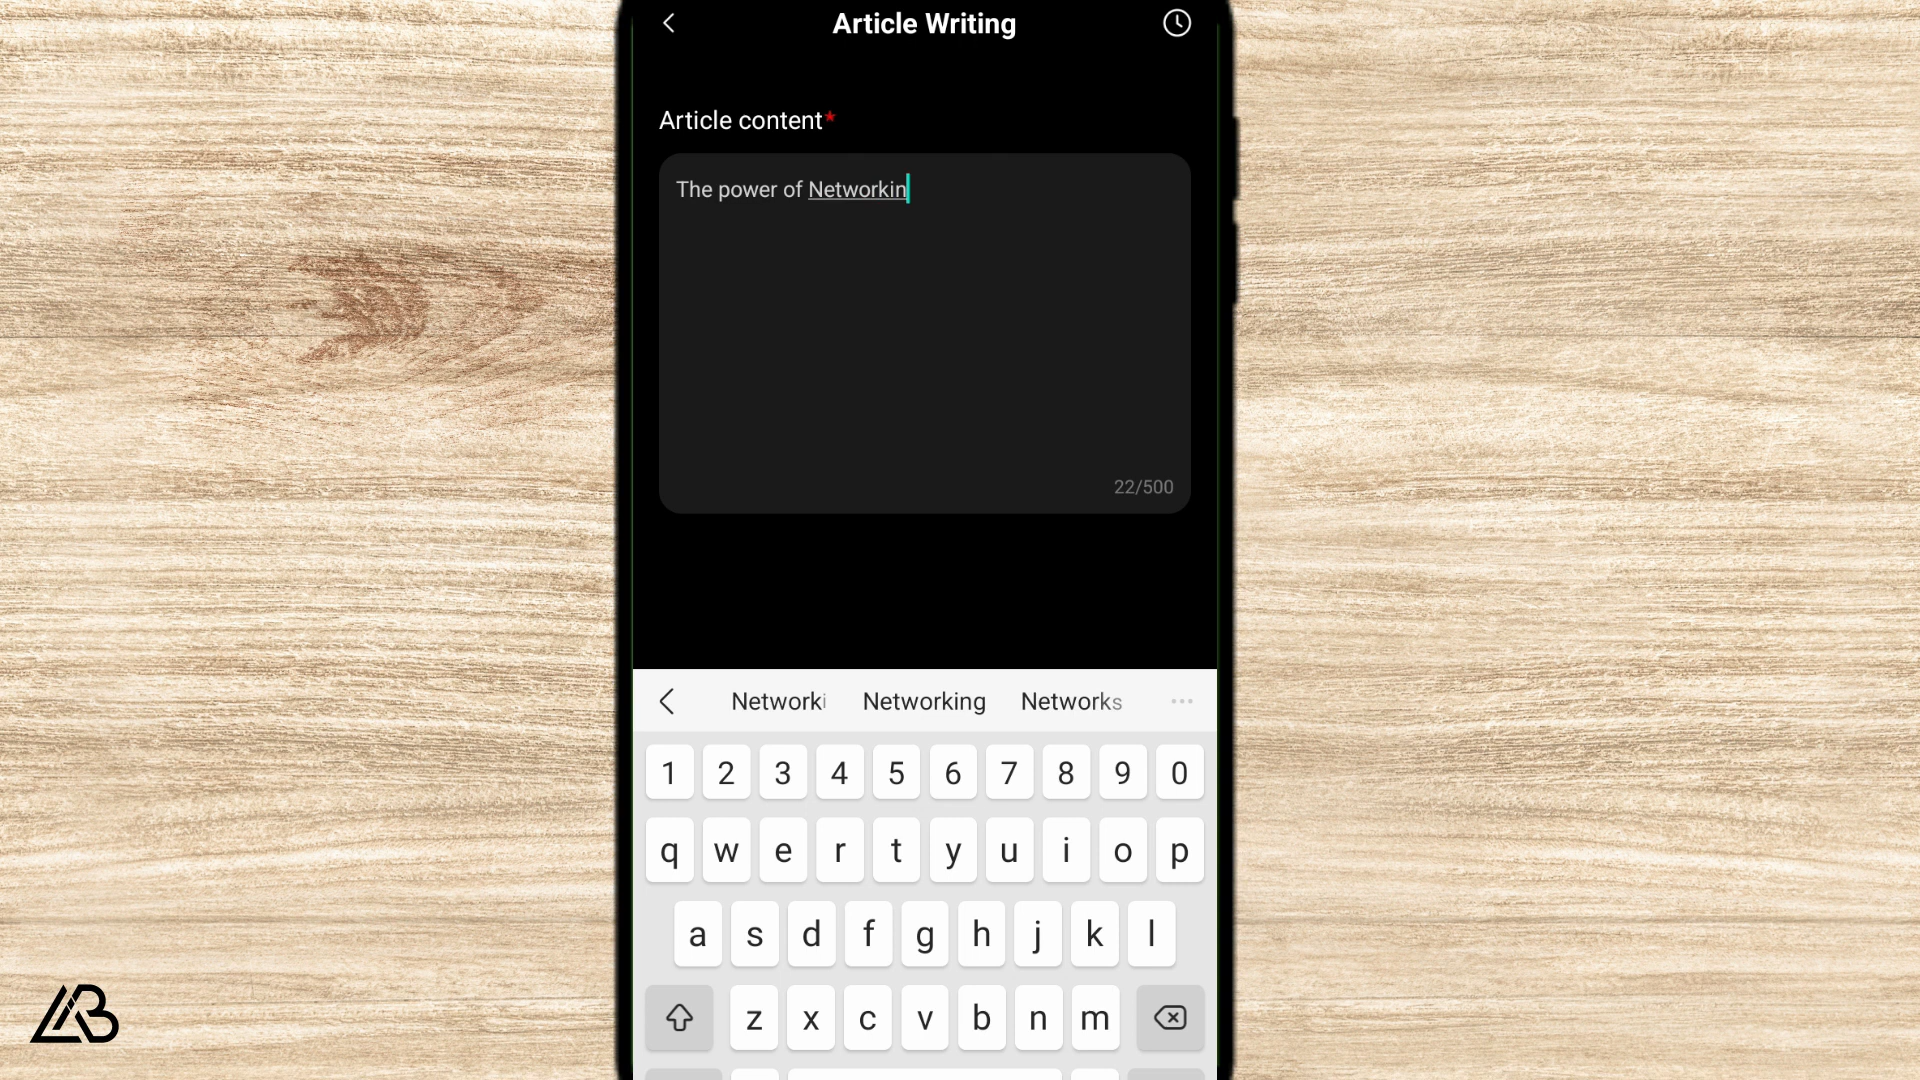 Article Writing
Article content*
The power of Networkin
22/500
Networki Networking Networks ...
1 2 3 4 5 6 7 8 9 0
q w e r t y u i o p
a s d f g h j k l
z x c v b n m
AB